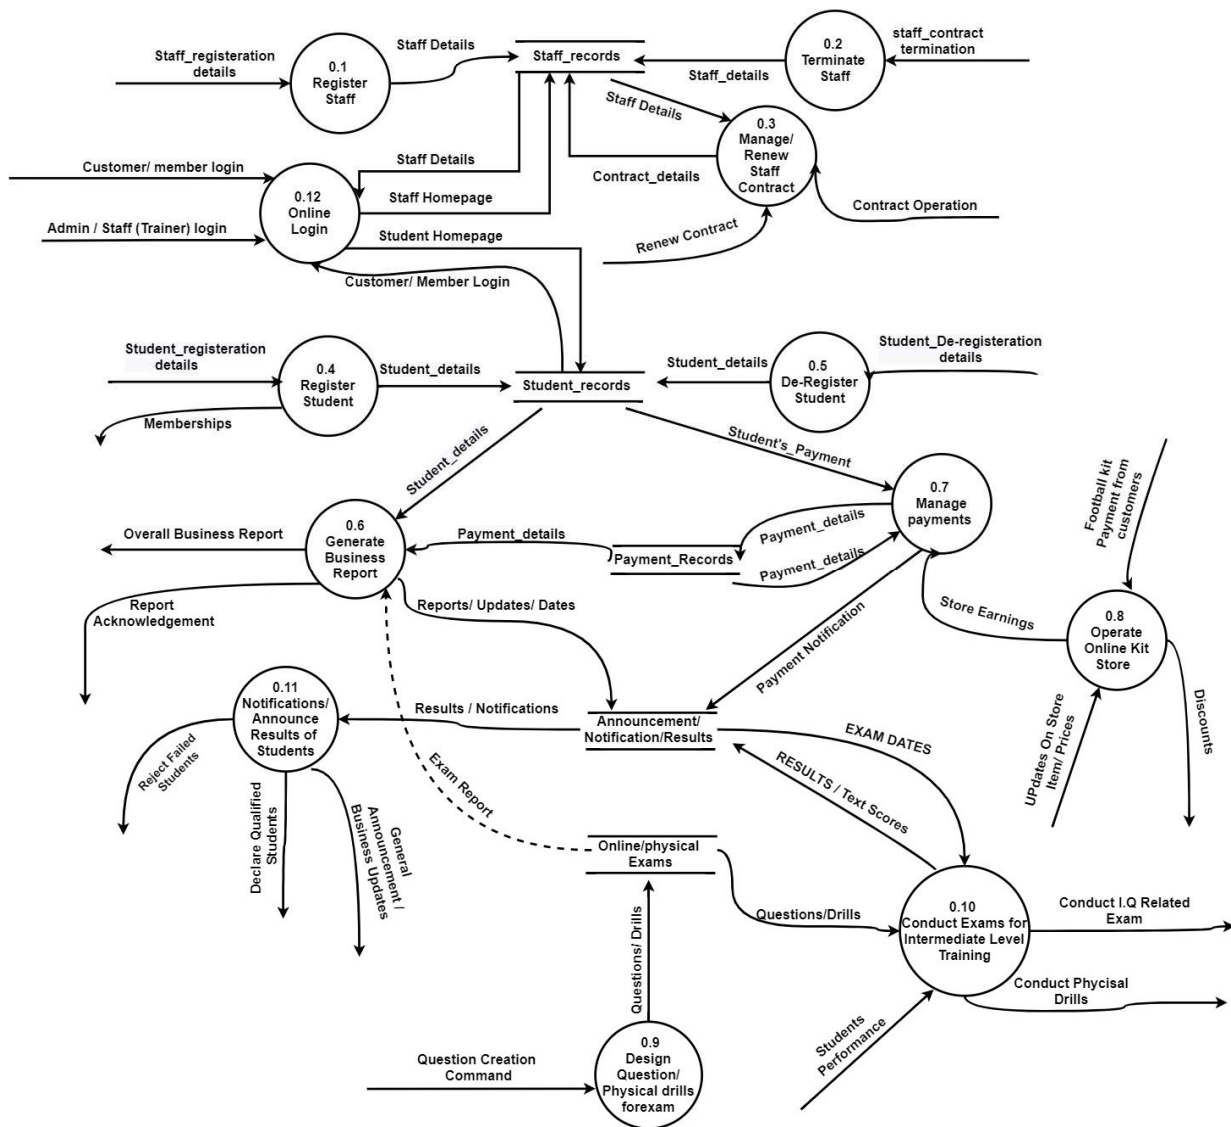 Staff_registeration
details
0.1
Register
Staff
Staff Details
Staff_records
Staff_details
0.2
Terminate
Staff
staff_contract
termination
Staff Details
0.3
Manage/
Renew
Staff
Contract
Contract_details
Contract Operation
Renew Contract
Customer/ member login
Staff Details
0.12
Online
Login
Staff Homepage
Admin / Staff (Trainer) login
Student Homepage
Customer/ Member Login
Student_registeration
details
0.4
Register
Student
Student_details
Memberships
Student_records
Student_details
0.5
De-Register
Student
Student_De-registeration
details
Student_details
Student's_Payment
0.7
Manage
payments
Football kit
Payment from
customers
Overall Business Report
0.6
Generate
Business
Report
Payment_details
Payment_Records
Payment_details
Payment_details
Report
Acknowledgement
Reports/ Updates/ Dates
Payment Notification
Store Earnings
0.8
Operate
Online Kit
Store
Discounts
UPdates On Store
Item/ Prices
0.11
Notifications/
Announce
Results of
Students
Results / Notifications
Announcement/
Notification/Results
EXAM DATES
RESULTS / Text Scores
Reject Failed
Students
Declare Qualified
Students
General
Announcement /
Business Updates
Exam Report
Online/physical
Exams
Questions/Drills
0.10
Conduct Exams for
Intermediate Level
Training
Conduct I.Q Related
Exam
Conduct Phycisal
Drills
Students
Performance
Questions/ Drills
Question Creation
Command
0.9
Design
Question/
Physical drills
forexam